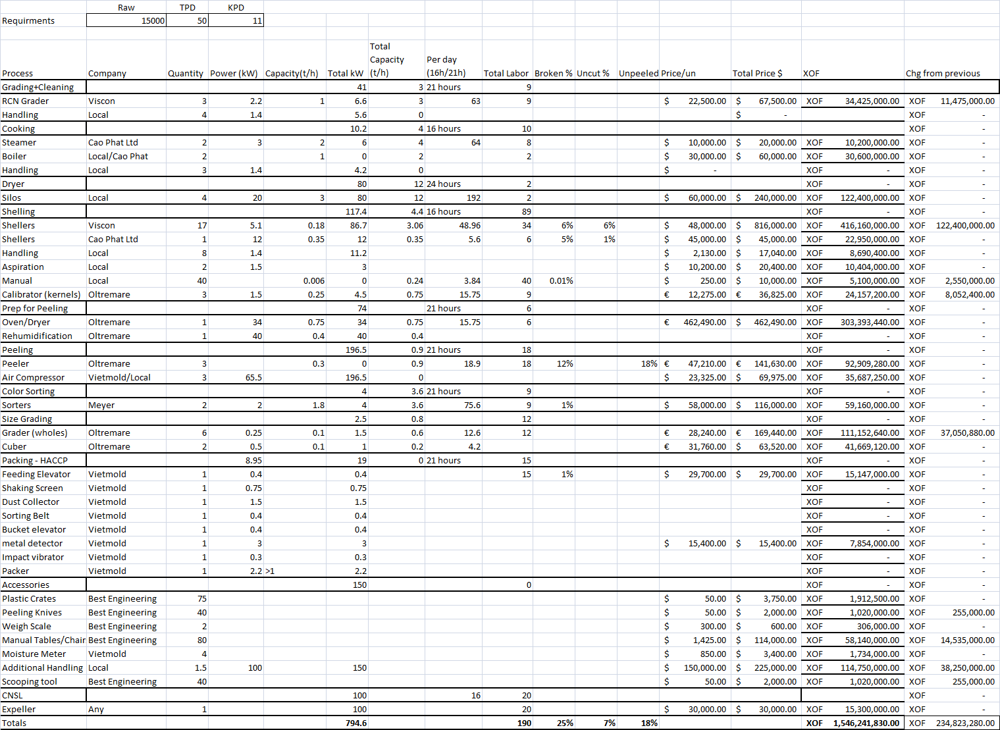 Raw TPD KPD
Requirments 15000 50 11
Process Company Quantity Power (kW) Capacity(t/h) Total kW Total Capacity (t/h) Per day (16h/21h) Total Labor Broken % Uncut % Unpeeled Price/un Total Price $ XOF Chg from previous
Grading+Cleaning 41 3 21 hours 9
RCN Grader Viscon 3 2.2 1 6.6 3 63 9 $ 22,500.00 $ 67,500.00 XOF 34,425,000.00 XOF 11,475,000.00
Handling Local 4 1.4 5.6 0 $ - XOF -
Cooking 10.2 4 16 hours 10 XOF -
Steamer Cao Phat Ltd 2 3 2 6 4 64 8 $ 10,000.00 $ 20,000.00 XOF 10,200,000.00 XOF -
Boiler Local/Cao Phat 2 1 0 2 2 $ 30,000.00 $ 60,000.00 XOF 30,600,000.00 XOF -
Handling Local 3 1.4 4.2 0 $ - XOF - XOF -
Dryer 80 12 24 hours 2 XOF - XOF -
Silos Local 4 20 3 80 12 192 2 $ 60,000.00 $ 240,000.00 XOF 122,400,000.00 XOF -
Shelling 117.4 4.4 16 hours 89 XOF - XOF -
Shellers Viscon 17 5.1 0.18 86.7 3.06 48.96 34 6% 6% $ 48,000.00 $ 816,000.00 XOF 416,160,000.00 XOF 122,400,000.00
Shellers Cao Phat Ltd 1 12 0.35 12 0.35 5.6 6 5% 1% $ 45,000.00 $ 45,000.00 XOF 22,950,000.00 XOF -
Handling Local 8 1.4 11.2 $ 2,130.00 $ 17,040.00 XOF 8,690,400.00 XOF -
Aspiration Local 2 1.5 3 $ 10,200.00 $ 20,400.00 XOF 10,404,000.00 XOF -
Manual Local 40 0.006 0 0.24 3.84 40 0.01% $ 250.00 $ 10,000.00 XOF 5,100,000.00 XOF 2,550,000.00
Calibrator (kernels) Oltremare 3 1.5 0.25 4.5 0.75 15.75 9 € 12,275.00 € 36,825.00 XOF 24,157,200.00 XOF 8,052,400.00
Prep for Peeling 74 21 hours 6 XOF - XOF -
Oven/Dryer Oltremare 1 34 0.75 34 0.75 15.75 6 € 462,490.00 $ 462,490.00 XOF 303,393,440.00 XOF -
Rehumidification Oltremare 1 40 0.4 40 0.4 XOF - XOF -
Peeling 196.5 0.9 21 hours 18 XOF - XOF -
Peeler Oltremare 3 0.3 0 0.9 18.9 18 12% 18% € 47,210.00 € 141,630.00 XOF 92,909,280.00 XOF -
Air Compressor Vietmold/Local 3 65.5 196.5 0 $ 23,325.00 $ 69,975.00 XOF 35,687,250.00 XOF -
Color Sorting 4 3.6 21 hours 9 XOF - XOF -
Sorters Meyer 2 2 1.8 4 3.6 75.6 9 1% $ 58,000.00 $ 116,000.00 XOF 59,160,000.00 XOF -
Size Grading 2.5 0.8 12 XOF - XOF -
Grader (wholes) Oltremare 6 0.25 0.1 1.5 0.6 12.6 12 € 28,240.00 € 169,440.00 XOF 111,152,640.00 XOF 37,050,880.00
Cuber Oltremare 2 0.5 0.1 1 0.2 4.2 € 31,760.00 $ 63,520.00 XOF 41,669,120.00 XOF -
Packing - HACCP 8.95 19 0 21 hours 15 XOF - XOF -
Feeding Elevator Vietmold 1 0.4 0.4 15 1% $ 29,700.00 $ 29,700.00 XOF 15,147,000.00 XOF -
Shaking Screen Vietmold 1 0.75 0.75 XOF - XOF -
Dust Collector Vietmold 1 1.5 1.5 XOF - XOF -
Sorting Belt Vietmold 1 0.4 0.4 XOF - XOF -
Bucket elevator Vietmold 1 0.4 0.4 XOF - XOF -
metal detector Vietmold 1 3 3 $ 15,400.00 $ 15,400.00 XOF 7,854,000.00 XOF -
Impact vibrator Vietmold 1 0.3 0.3 XOF - XOF -
Packer Vietmold 1 2.2 >1 2.2 XOF - XOF -
Accessories 150 0 XOF - XOF -
Plastic Crates Best Engineering 75 $ 50.00 $ 3,750.00 XOF 1,912,500.00 XOF -
Peeling Knives Best Engineering 40 $ 50.00 $ 2,000.00 XOF 1,020,000.00 XOF 255,000.00
Weigh Scale Best Engineering 2 $ 300.00 $ 600.00 XOF 306,000.00 XOF -
Manual Tables/Chair Best Engineering 80 $ 1,425.00 $ 114,000.00 XOF 58,140,000.00 XOF 14,535,000.00
Moisture Meter Vietmold 4 $ 850.00 $ 3,400.00 XOF 1,734,000.00 XOF -
Additional Handling Local 1.5 100 150 $ 150,000.00 $ 225,000.00 XOF 114,750,000.00 XOF 38,250,000.00
Scooping tool Best Engineering 40 $ 50.00 $ 2,000.00 XOF 1,020,000.00 XOF 255,000.00
CNSL 100 16 20 XOF -
Expeller Any 1 100 20 $ 30,000.00 $ 30,000.00 XOF 15,300,000.00 XOF -
Totals 794.6 190 25% 7% 18% XOF 1,546,241,830.00 XOF 234,823,280.00